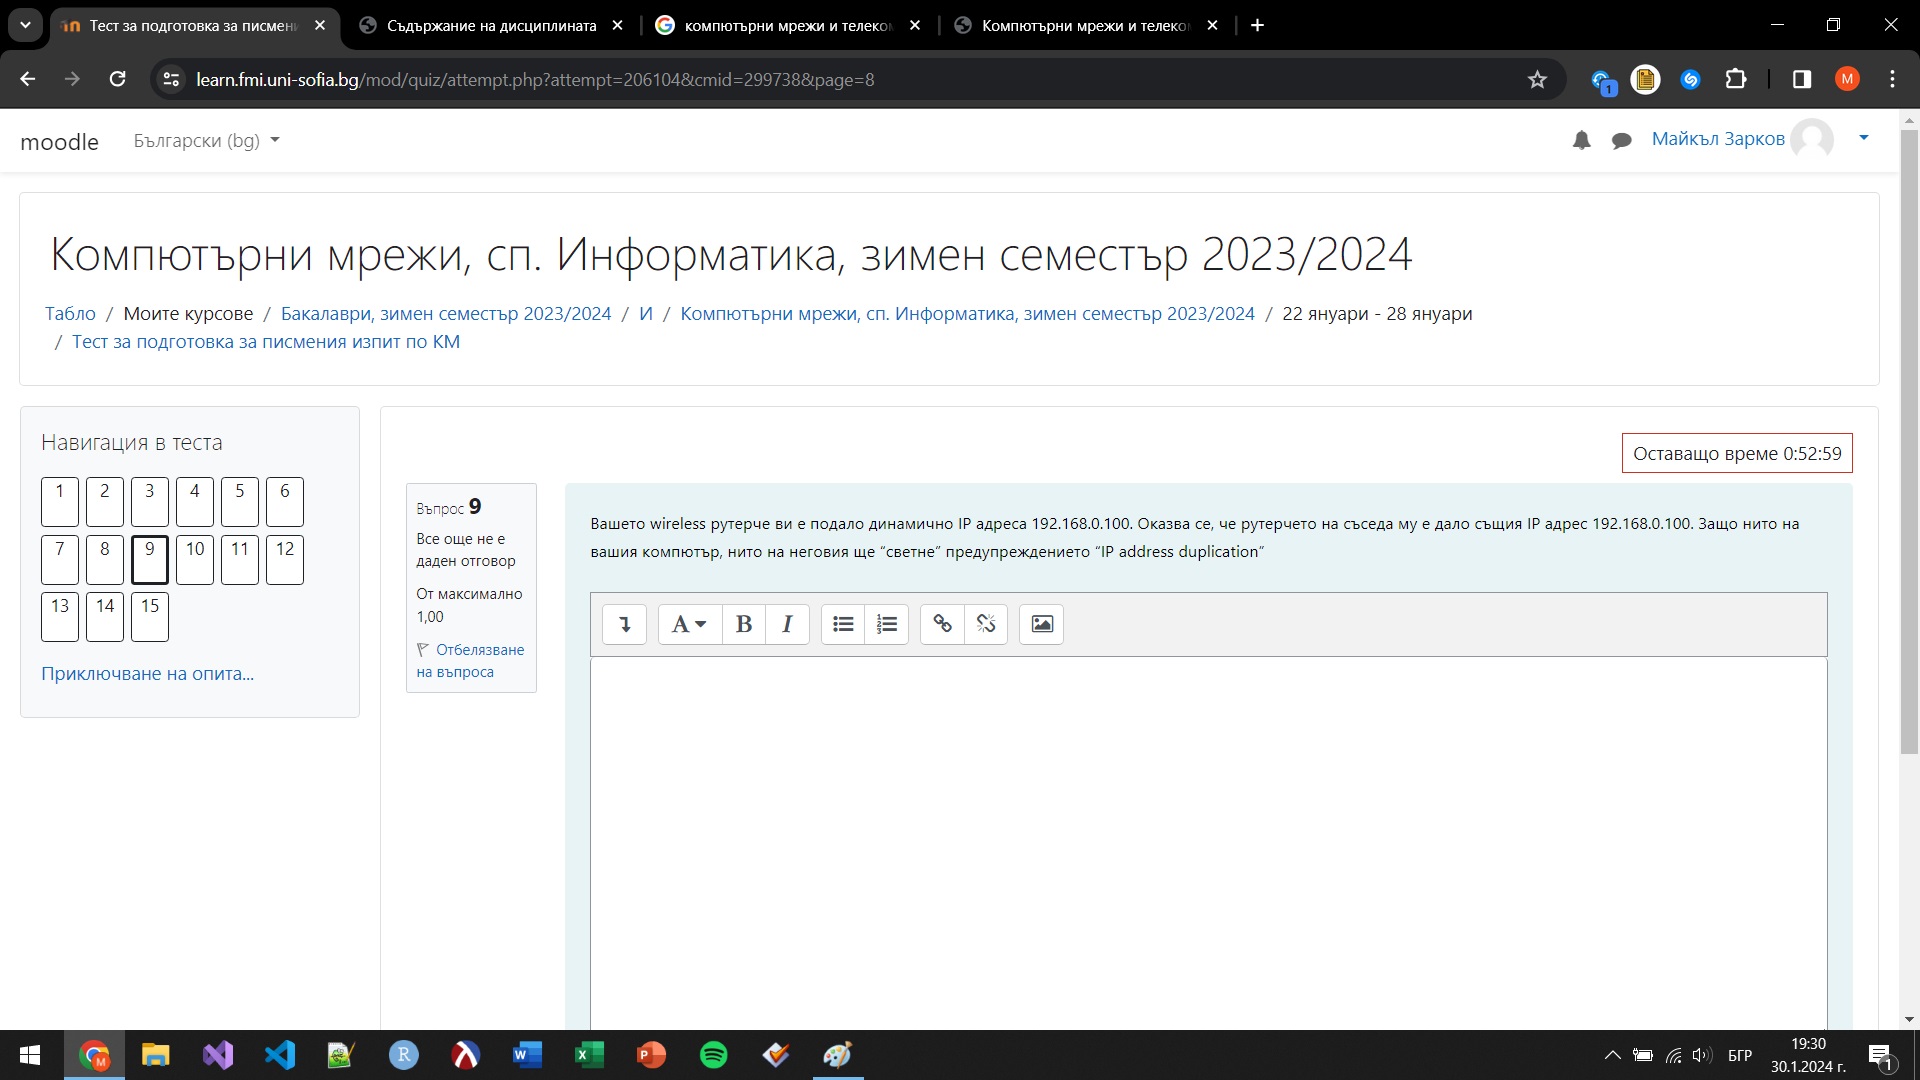 Тест за подготовка за писмен
Съдържание на дисциплината
компютърни мрежи и телеко
Компютърни мрежи и телеко
learn.fmi.uni-sofia.bg/mod/quiz/attempt.php?attempt=206104&cmid=299738&page=8
1
M
moodle
Български (bg)
Майкъл Зарков
Компютърни мрежи, сп. Информатика, зимен семестър 2023/2024
Табло / Моите курсове / Бакалаври, зимен семестър 2023/2024 / И / Компютърни мрежи, сп. Информатика, зимен семестър 2023/2024 / 22 януари - 28 януари
/ Тест за подготовка за писмения изпит по КМ
Навигация в теста
1 2 3 4 5 6
7 8 9 10 11 12
13 14 15
Приключване на опита...
Оставащо време 0:52:59
Въпрос 9
Все още не е
даден отговор
От максимално
1,00
Отбелязване
на въпроса
Вашето wireless рутерче ви е подало динамично IP адреса 192.168.0.100. Оказва се, че рутерчето на съседа му е дало същия IP адрес 192.168.0.100. Защо нито на
вашия компютър, нито на неговия ще “светне” предупреждението “IP address duplication”
A B I
БГР
19:30
30.1.2024 г.
1